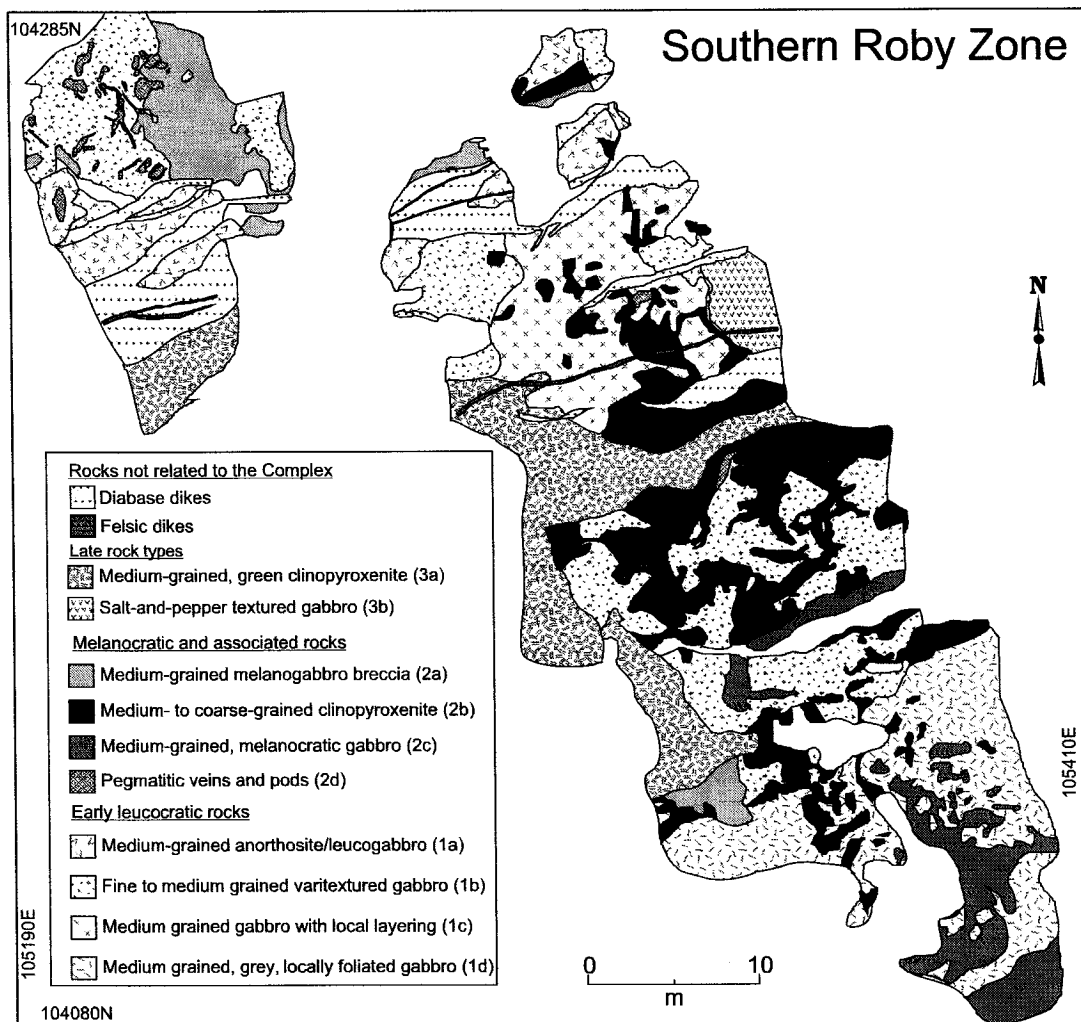 104285N
Southern Roby Zone
N
Rocks not related to the Complex
Diabase dikes
Felsic dikes
Late rock types
Medium-grained, green clinopyroxenite (3a)
Salt-and-pepper textured gabbro (3b)
Melanocratic and associated rocks
Medium-grained melanogabbro breccia (2a)
Medium- to coarse-grained clinopyroxenite (2b)
Medium-grained, melanocratic gabbro (2c)
Pegmatitic veins and pods (2d)
Early leucocratic rocks
Medium-grained anorthosite/leucogabbro (1a)
Fine to medium grained varitextured gabbro (1b)
Medium grained gabbro with local layering (1c)
Medium grained, grey, locally foliated gabbro (1d)
105190E
105410E
0 10
m
104080N